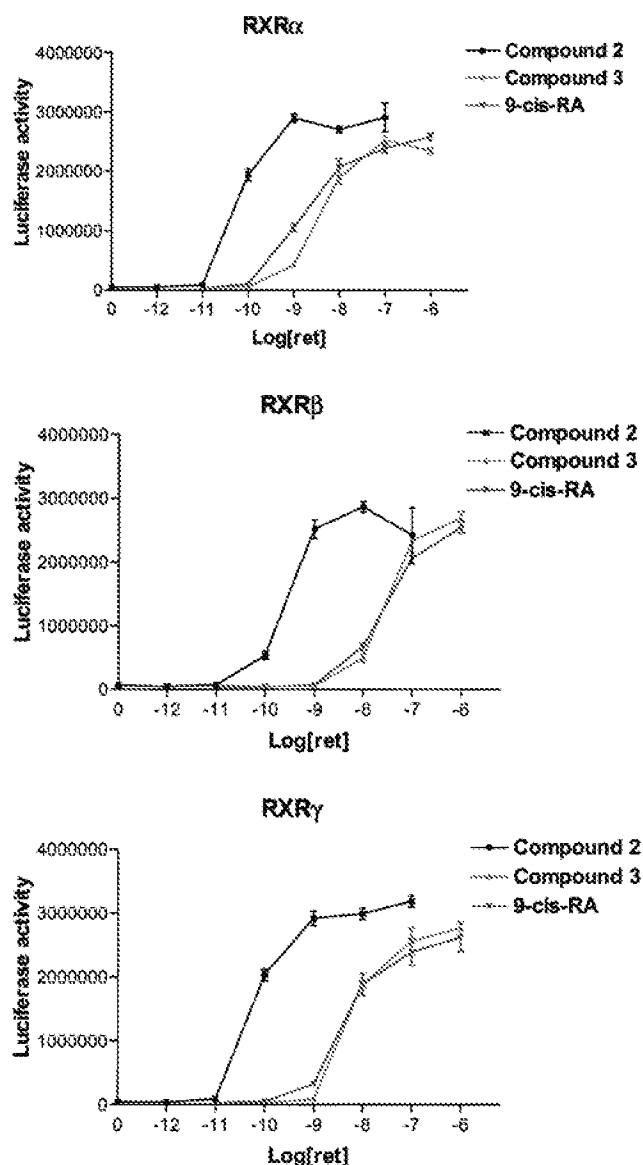 RXRα
4000000
3000000
2000000
1000000
0
Luciferase activity
0 -12 -11 -10 -9 -8 -7 -6
Log[ret]
Compound 2
Compound 3
9-cis-RA
RXRβ
4000000
3000000
2000000
1000000
0
Luciferase activity
0 -12 -11 -10 -9 -8 -7 -6
Log[ret]
Compound 2
Compound 3
9-cis-RA
RXRγ
4000000
3000000
2000000
1000000
0
Luciferase activity
0 -12 -11 -10 -9 -8 -7 -6
Log[ret]
Compound 2
Compound 3
9-cis-RA